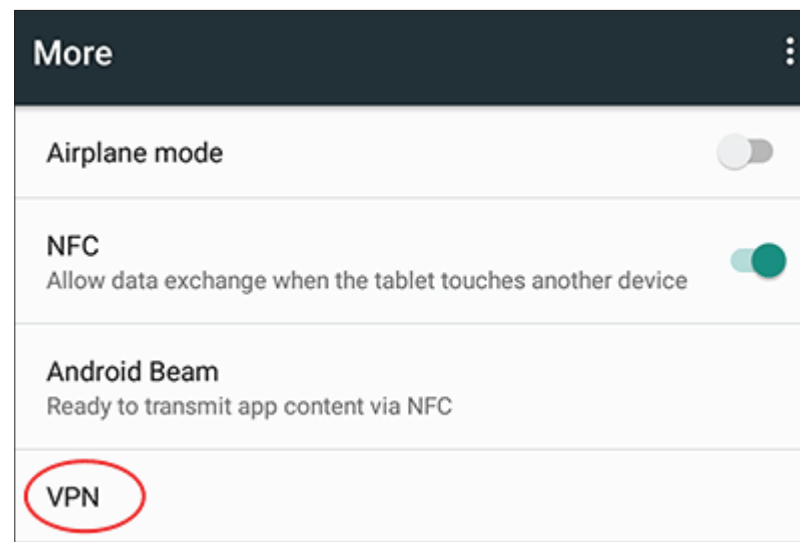 More
Airplane mode
NFC
Allow data exchange when the tablet touches another device
Android Beam
Ready to transmit app content via NFC
VPN